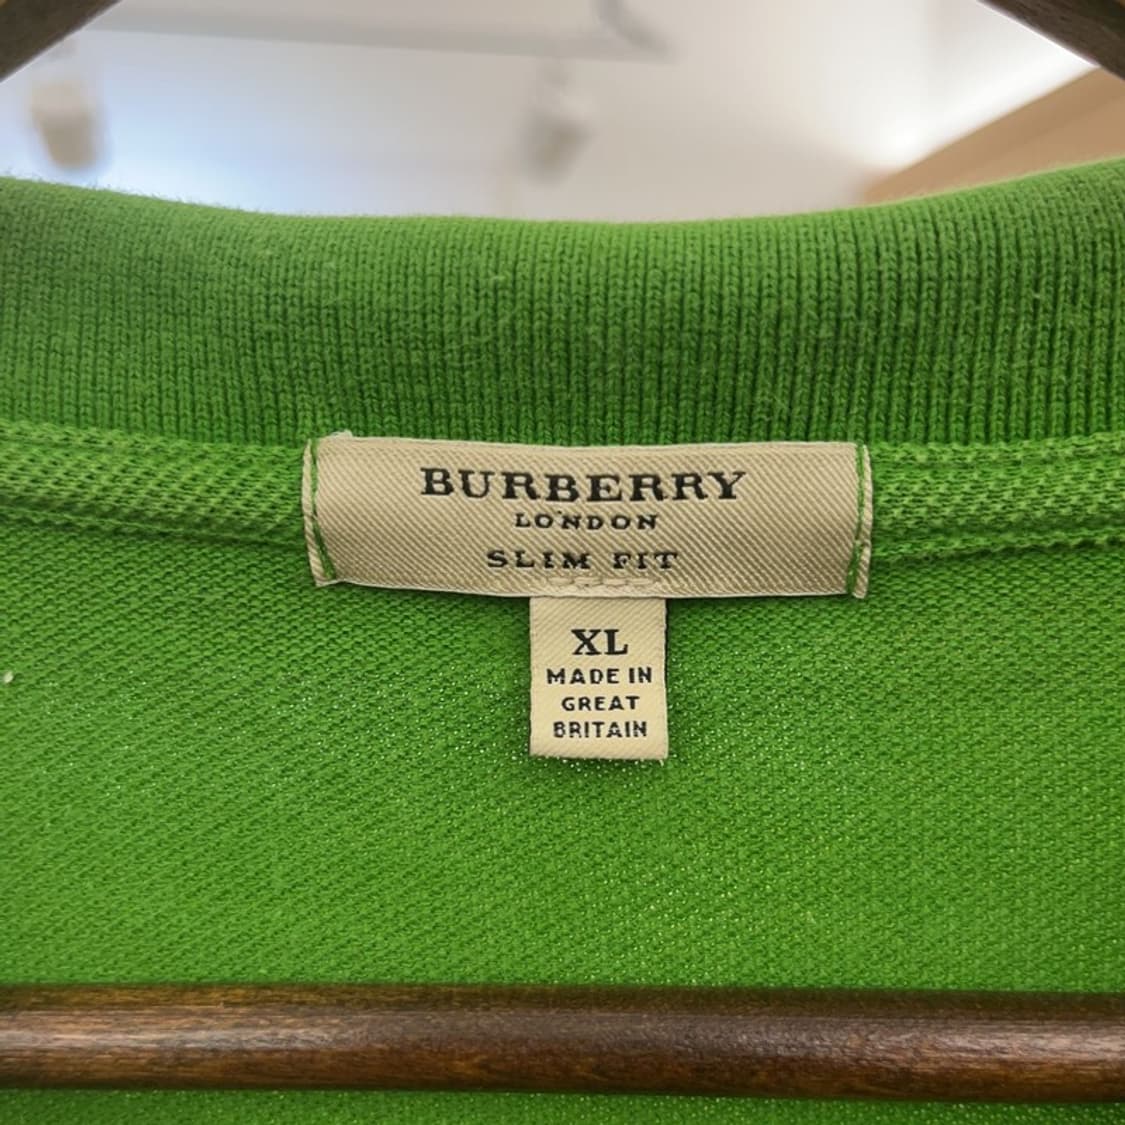 BURBERRY
LONDON
SLIM FIT
XL
MADE IN
GREAT
BRITAIN